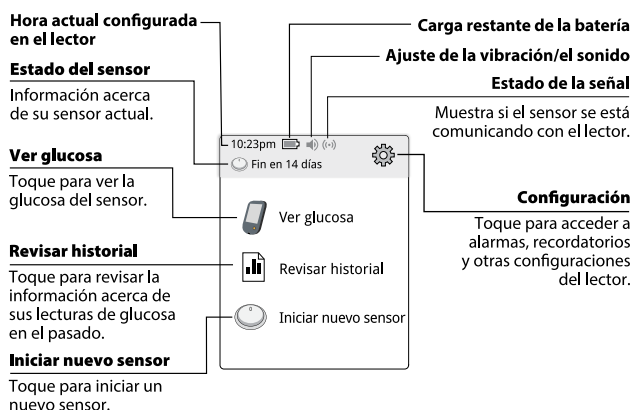 Hora actual configurada
en el lector
Estado del sensor
Información acerca
de su sensor actual.
Ver glucosa
Toque para ver la
glucosa del sensor.
Revisar historial
Toque para revisar la
información acerca de
sus lecturas de glucosa
en el pasado.
Iniciar nuevo sensor
Toque para iniciar un
nuevo sensor.
10:23pm
Fin en 14 días
Ver glucosa
Revisar historial
Iniciar nuevo sensor
Carga restante de la batería
Ajuste de la vibración/el sonido
Estado de la señal
Muestra si el sensor se está
comunicando con el lector.
Configuración
Toque para acceder a
alarmas, recordatorios
y otras configuraciones
del lector.